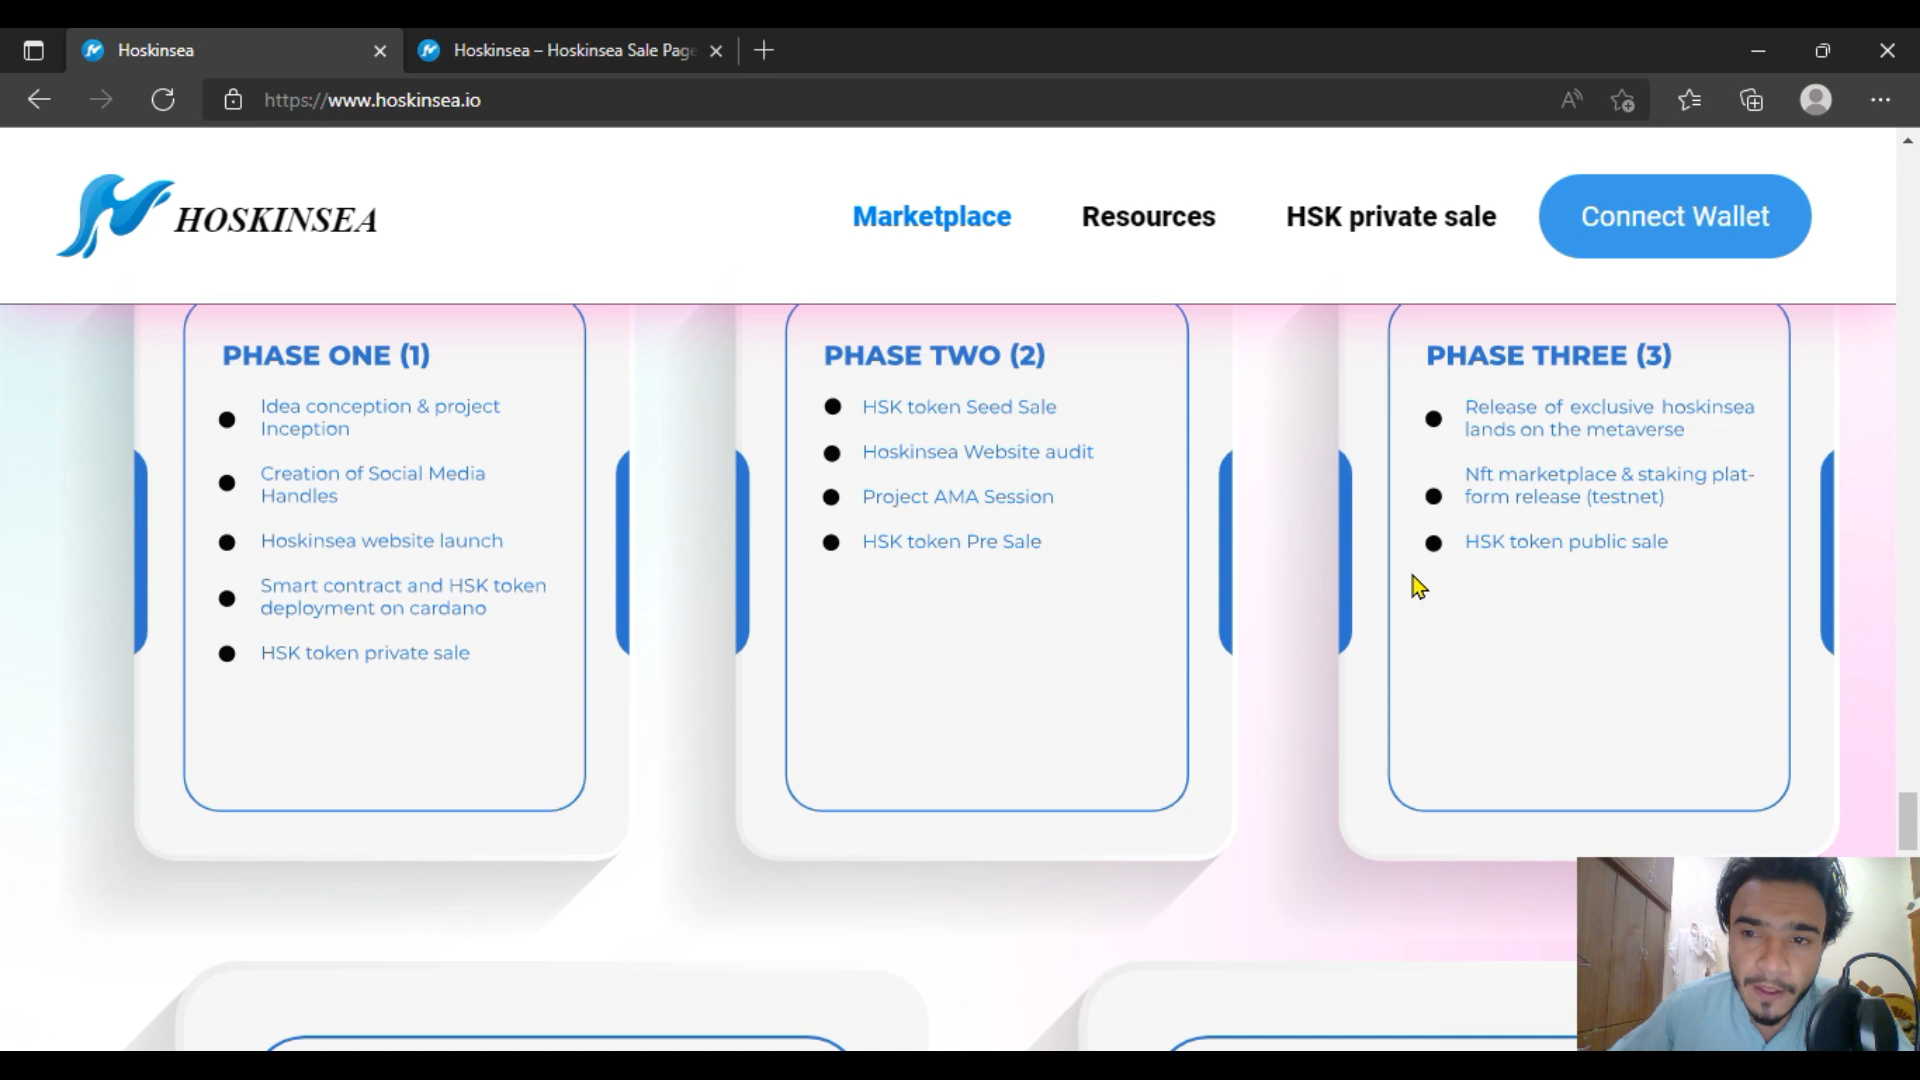 Hoskinsea
Hoskinsea – Hoskinsea Sale Page
https://www.hoskinsea.io
HOSKINSEA
Marketplace
Resources
HSK private sale
Connect Wallet
PHASE ONE (1)
Idea conception & project
Inception
Creation of Social Media
Handles
Hoskinsea website launch
Smart contract and HSK token
deployment on cardano
HSK token private sale
PHASE TWO (2)
HSK token Seed Sale
Hoskinsea Website audit
Project AMA Session
HSK token Pre Sale
PHASE THREE (3)
Release of exclusive hoskinsea
lands on the metaverse
Nft marketplace & staking plat-
form release (testnet)
HSK token public sale